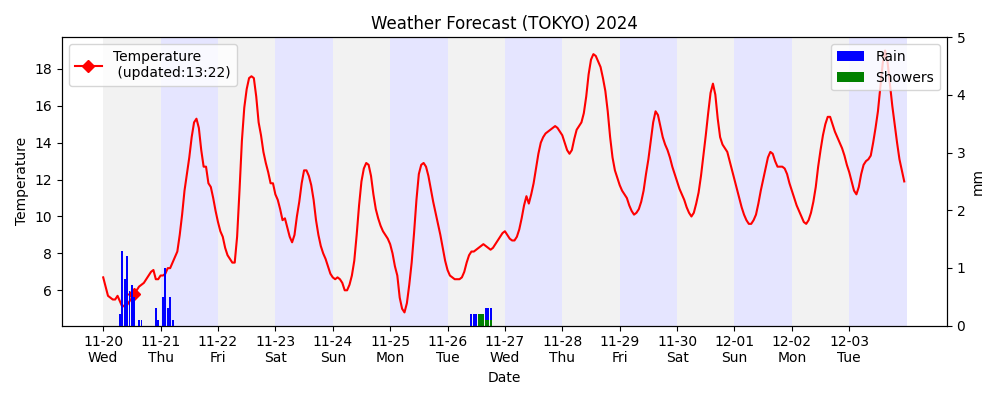 Weather Forecast (TOKYO) 2024
Temperature
(updated:13:22)
Rain
Showers
Temperature
18
16
14
12
10
8
6
5
4
3
2
1
0
mm
11-20 11-21 11-22 11-23 11-24 11-25 11-26 11-27 11-28 11-29 11-30 12-01 12-02 12-03
Wed Thu Fri Sat Sun Mon Tue Wed Thu Fri Sat Sun Mon Tue
Date